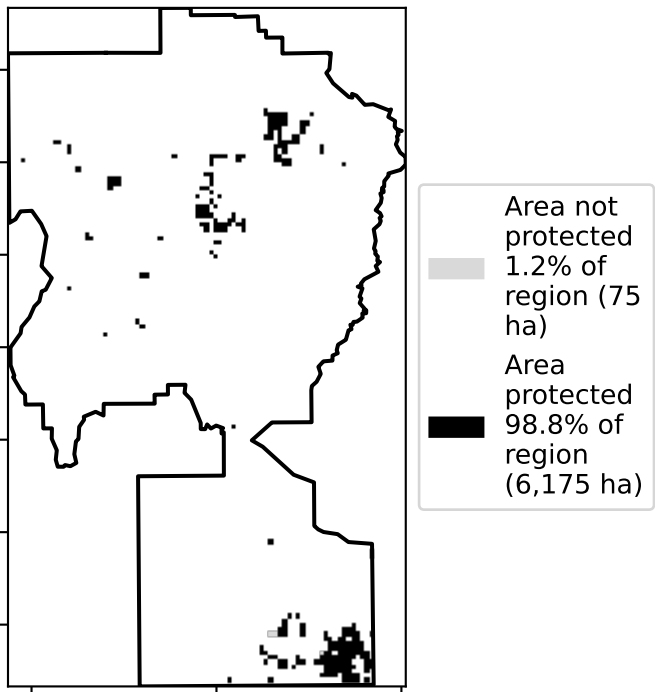 Area not
protected
1.2% of
region (75
ha)
Area
protected
98.8% of
region
(6,175 ha)